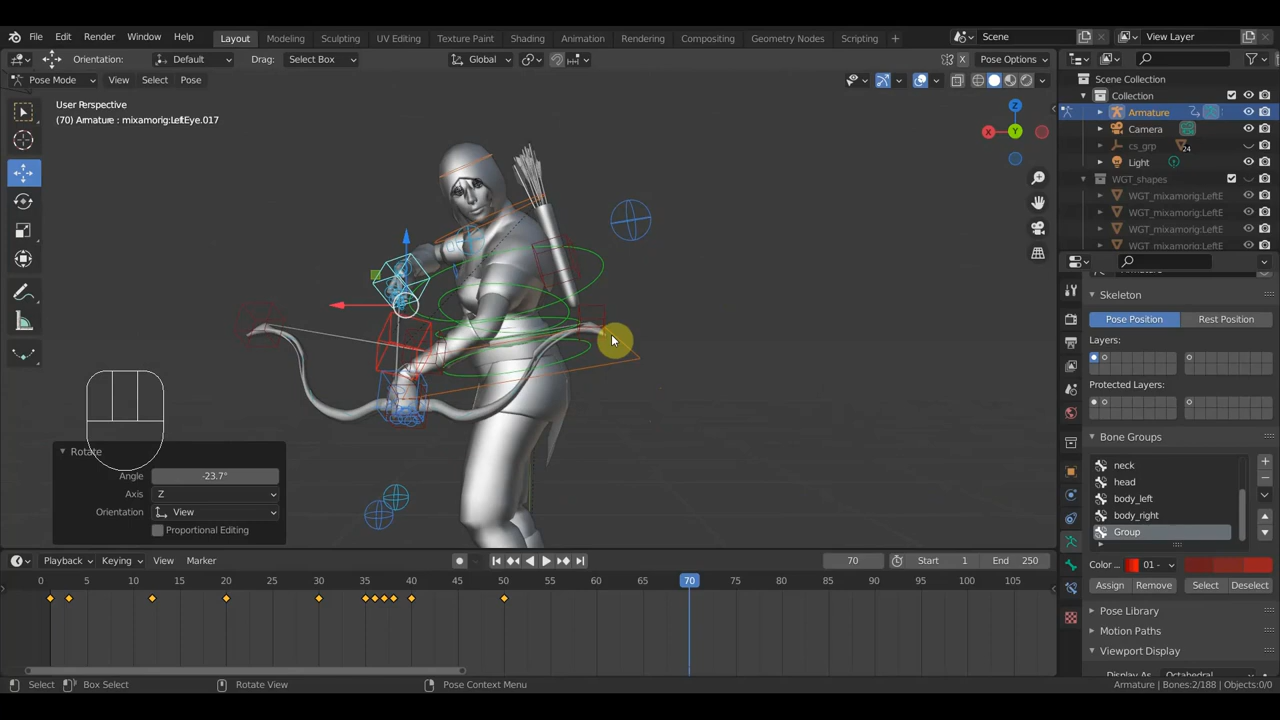 File Edit Render Window Help Layout Modeling Sculpting UV Editing Texture Paint Shading Animation Rendering Compositing Geometry Nodes Scripting + Scene View Layer
Orientation: Default Drag: Select Box Global X Pose Options
Pose Mode View Select Pose
User Perspective
(70) Armature : mixamorig:LeftEye.017
Z
X
Y
Scene Collection
Collection
Armature
Camera
cs_grp 24
Light
WGT_shapes
WGT_mixamorig:LeftE
WGT_mixamorig:LeftE
WGT_mixamorig:LeftE
WGT_mixamorig:LeftE
Armature
Skeleton
Pose Position Rest Position
Layers:
Protected Layers:
Bone Groups
neck
head
body_left
body_right
Group
Color ... 01 -
Assign Remove Select Deselect
Pose Library
Motion Paths
Viewport Display
Display As Octahedral
Rotate
Angle -23.7°
Axis Z
Orientation View
Proportional Editing
Playback Keying View Marker 70 Start 1 End 250
0 5 10 15 20 25 30 35 40 45 50 55 60 65 70 75 80 85 90 95 100 105
Select Box Select Rotate View Pose Context Menu Armature | Bones:2/188 | Objects:0/0